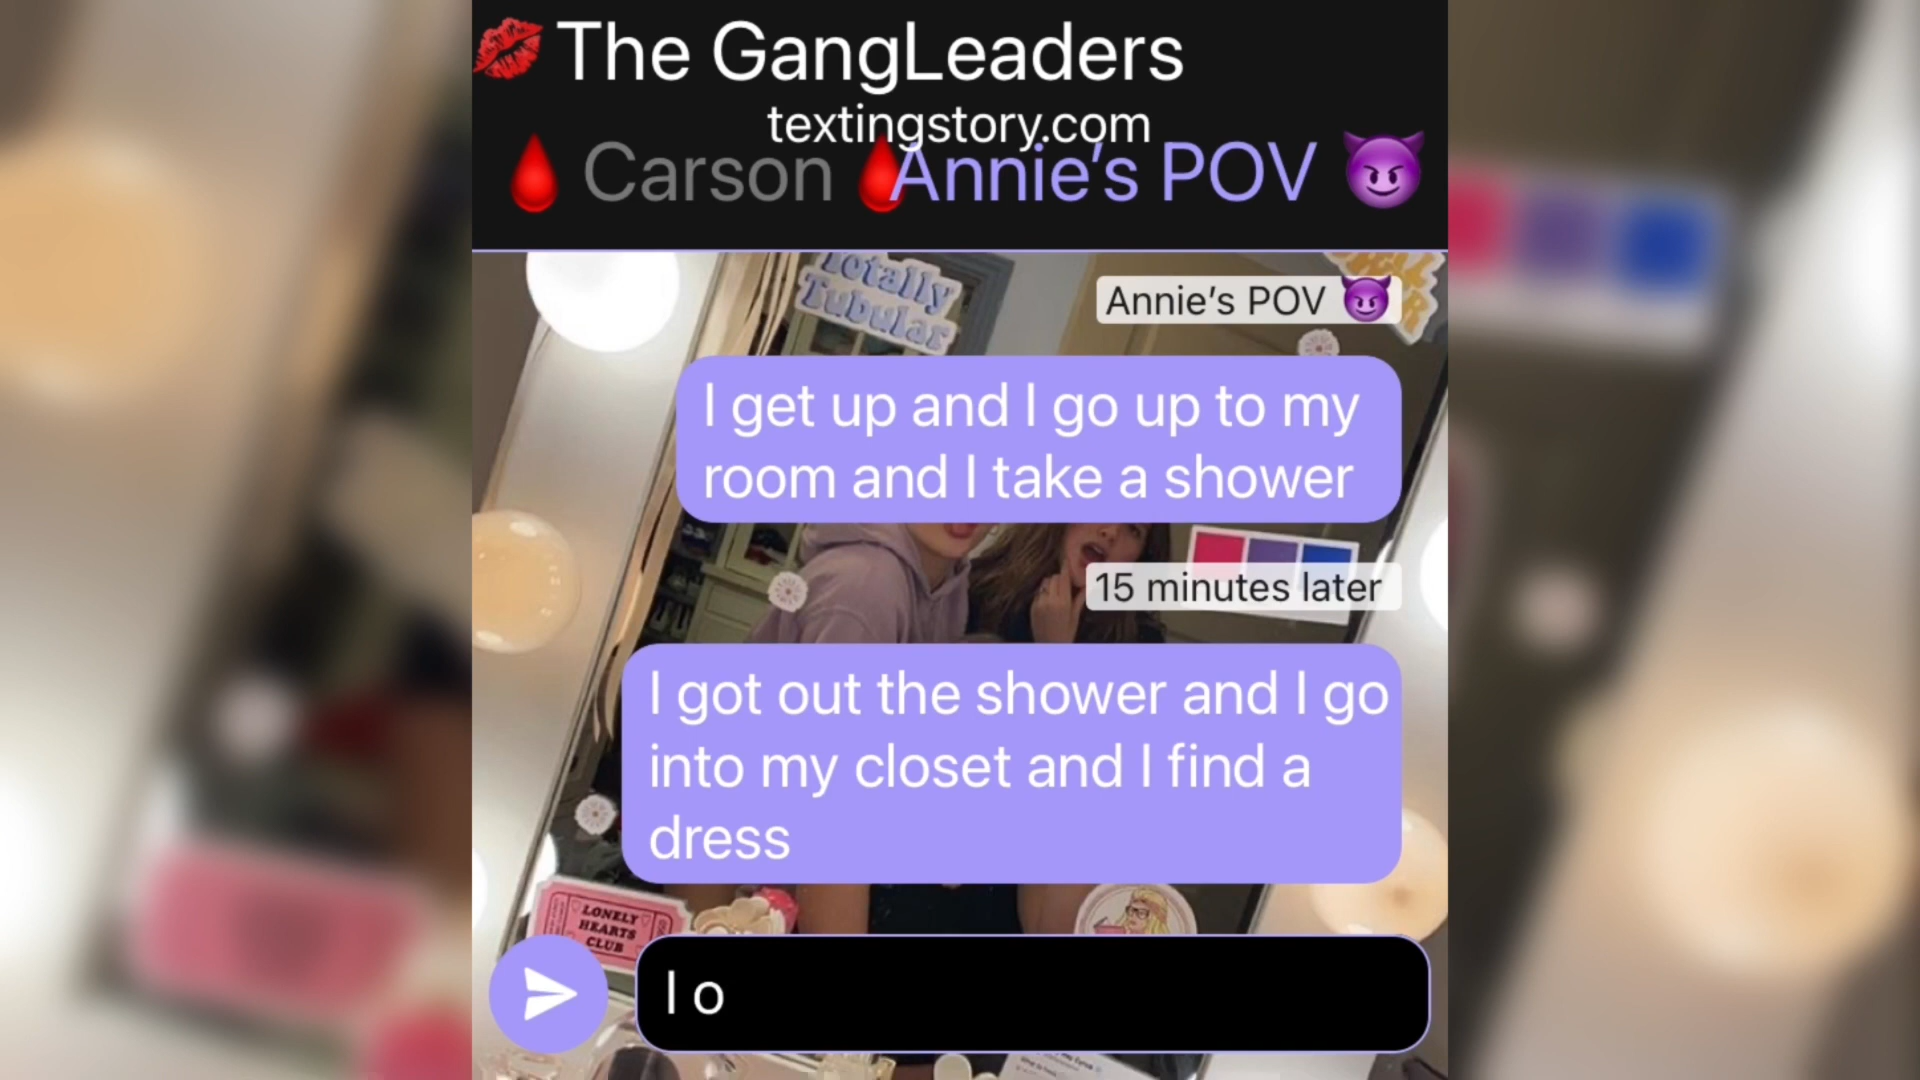 💋 The GangLeaders
textingstory.com
🩸 Carson 🩸 Annie's POV 😈
Totally
Tubular
Annie's POV 😈
I get up and I go up to my
room and I take a shower
15 minutes later
I got out the shower and I go
into my closet and I find a
dress
LONELY
HEARTS
CLUB
I o